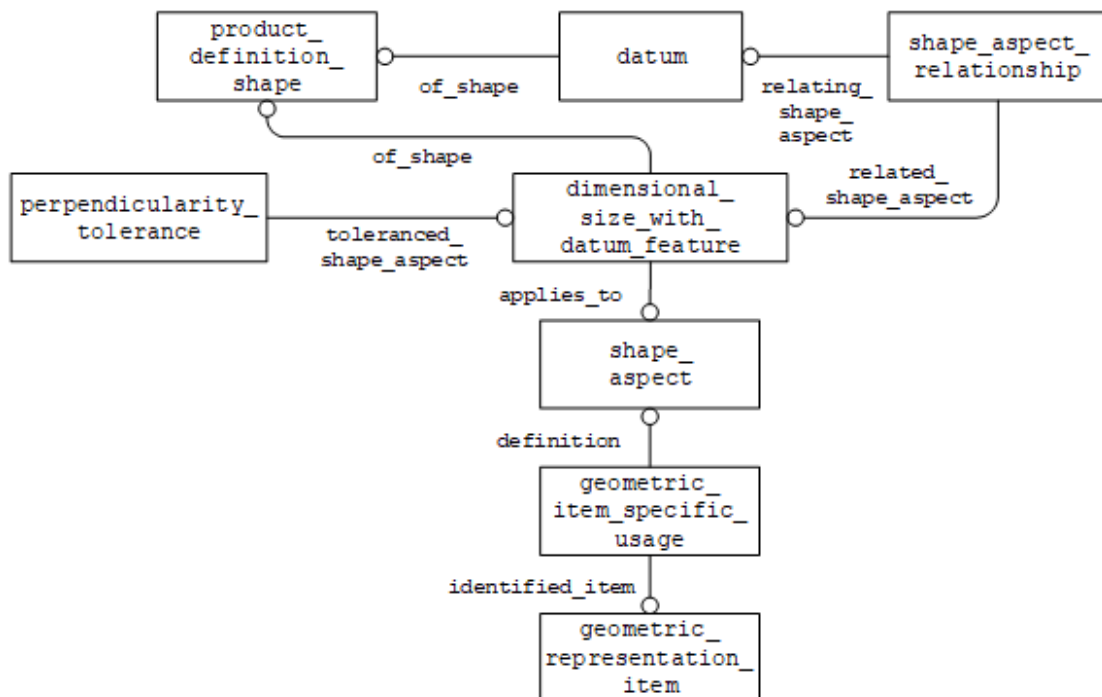 product_
definition_
shape
of_shape
datum
relating_
shape_
aspect
shape_aspect_
relationship
of_shape
related_
shape_aspect
perpendicularity_
tolerance
toleranced_
shape_aspect
dimensional_
size_with_
datum_feature
applies_to
shape_
aspect
definition
geometric_
item_specific_
usage
identified_item
geometric_
representation_
item